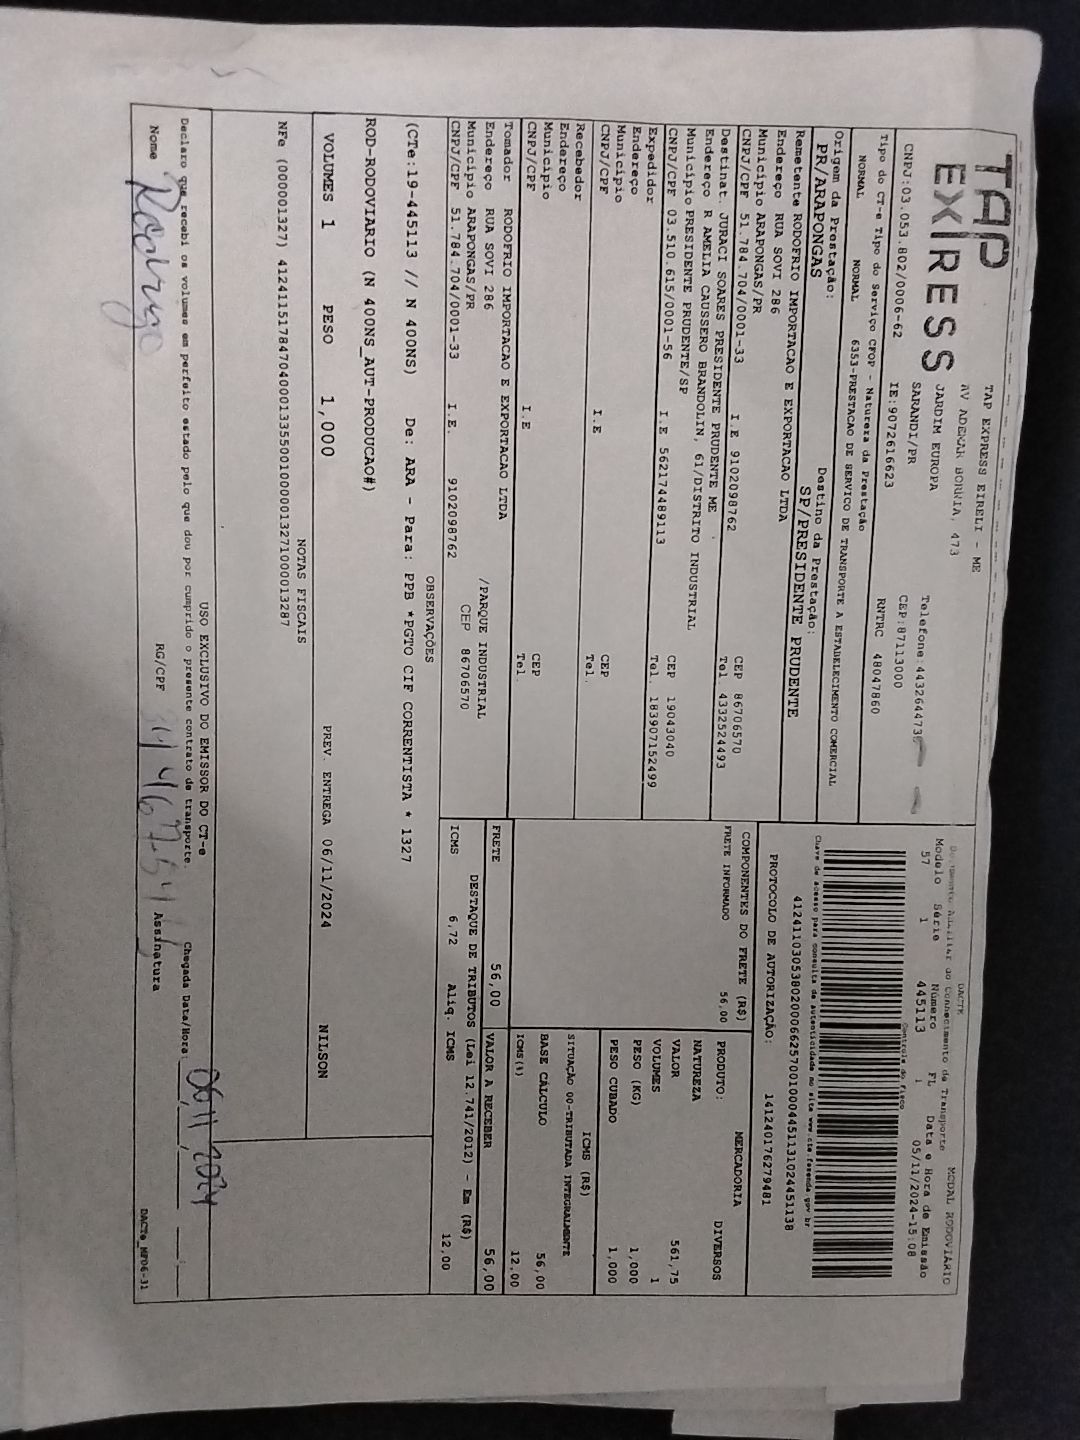 TAP
EXPRESS
TAP EXPRESS EIRELI - ME
AV ADEMAR BORNIA, 473
JARDIM EUROPA
SARANDI/PR
Telefone:443264473
CEP:87113000
CNPJ:03.053.802/0006-62 IE:9072616623 RNTRC 48047860
Tipo do CT-e Tipo do Serviço CFOP - Natureza da Prestação
NORMAL NORMAL 6353-PRESTACAO DE SERVICO DE TRANSPORTE A ESTABELECIMENTO COMERCIAL
Origem da Prestação: Destino da Prestação:
PR/ARAPONGAS SP/PRESIDENTE PRUDENTE
DACTE
Documento Auxiliar do Conhecimento de Transporte MODAL RODOVIÁRIO
Modelo Série Número FL Data e Hora de Emissão
57 1 445113 1 05/11/2024-15:08
Controle do Fisco
Chave de acesso para consulta de autenticidade no site www.cte.fazenda.gov.br
41241103053802000662570010004451131024451138
PROTOCOLO DE AUTORIZAÇÃO: 141240176279481
Remetente RODOFRIO IMPORTACAO E EXPORTACAO LTDA
Endereço RUA SOVI 286
Município ARAPONGAS/PR CEP 86706570
CNPJ/CPF 51.784.704/0001-33 I.E 9102098762 Tel. 4332524493
Destinat. JURACI SOARES PRESIDENTE PRUDENTE ME
Endereço R AMELIA CAUSSERO BRANDOLIN, 61/DISTRITO INDUSTRIAL
Município PRESIDENTE PRUDENTE/SP CEP 19043040
CNPJ/CPF 03.510.615/0001-56 I.E 562174489113 Tel. 183907152499
Expedidor
Endereço
Município CEP
CNPJ/CPF I.E Tel.
Recebedor
Endereço
Município CEP
CNPJ/CPF I.E Tel.
Tomador RODOFRIO IMPORTACAO E EXPORTACAO LTDA
Endereço RUA SOVI 286 /PARQUE INDUSTRIAL
Município ARAPONGAS/PR CEP 86706570
CNPJ/CPF 51.784.704/0001-33 I.E. 9102098762
COMPONENTES DO FRETE (R$)
FRETE INFORMADO 56,00
FRETE 56,00
PRODUTO: MERCADORIA
NATUREZA DIVERSOS
VALOR 561,75
VOLUMES 1
PESO (KG) 1,000
PESO CUBADO 1,000
ICMS (R$)
SITUAÇÃO 00-TRIBUTADA INTEGRALMENTE
BASE CÁLCULO 56,00
ICMS(%) 12,00
VALOR A RECEBER 56,00
DESTAQUE DE TRIBUTOS (Lei 12.741/2012) - Em (R$)
ICMS 6,72 Aliq. ICMS 12,00
OBSERVAÇÕES
(CTe:19-445113 // N 400NS) De: ARA - Para: PPB *PGTO CIF CORRENTISTA * 1327
ROD-RODOVIARIO (N 400NS_AUT-PRODUCAO#)
VOLUMES 1 PESO 1,000 PREV. ENTREGA 06/11/2024 NILSON
NOTAS FISCAIS
NFe (000001327) 41241151784704000133550010000013271000013287
USO EXCLUSIVO DO EMISSOR DO CT-e
Declaro que recebi os volumes em perfeito estado pelo que dou por cumprido o presente contrato de transporte. Chegada Data/Hora: 06/11/2024
Nome Rodrigo RG/CPF Assinatura
DACTe_MF06-31